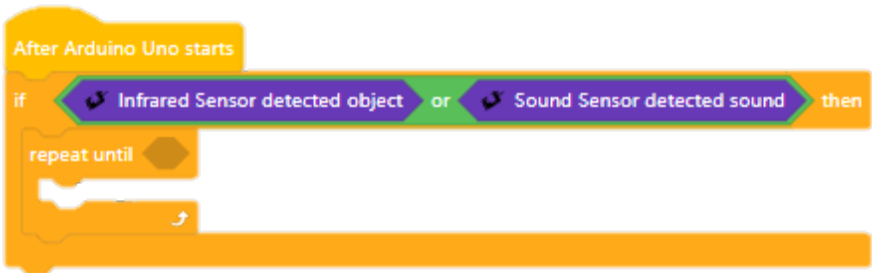 After Arduino Uno starts
if Infrared Sensor detected object or Sound Sensor detected sound then
repeat until